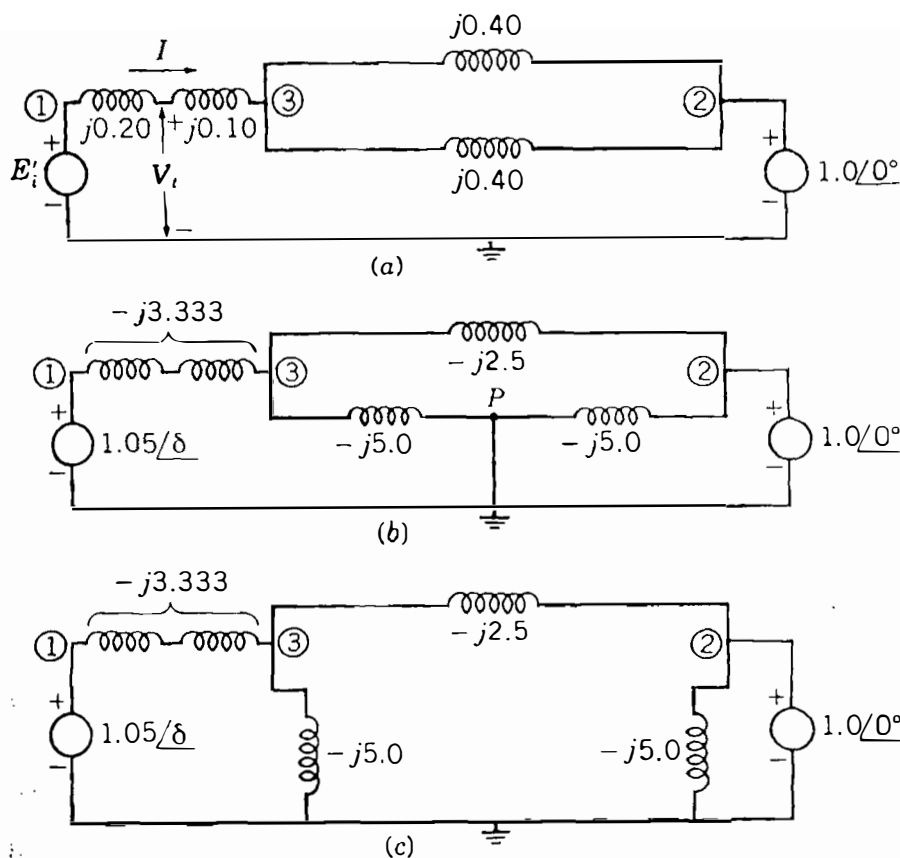 j0.40
I
① ③ ②
j0.20 + j0.10
+ E'ᵢ −
Vₜ
−
j0.40
+ 1.0/0° −
(a)
− j3.333
① ③ ②
− j2.5
P
+ 1.05/δ −
− j5.0 − j5.0
+ 1.0/0° −
(b)
− j3.333
① ③ ②
− j2.5
+ 1.05/δ −
− j5.0 − j5.0
+ 1.0/0° −
(c)